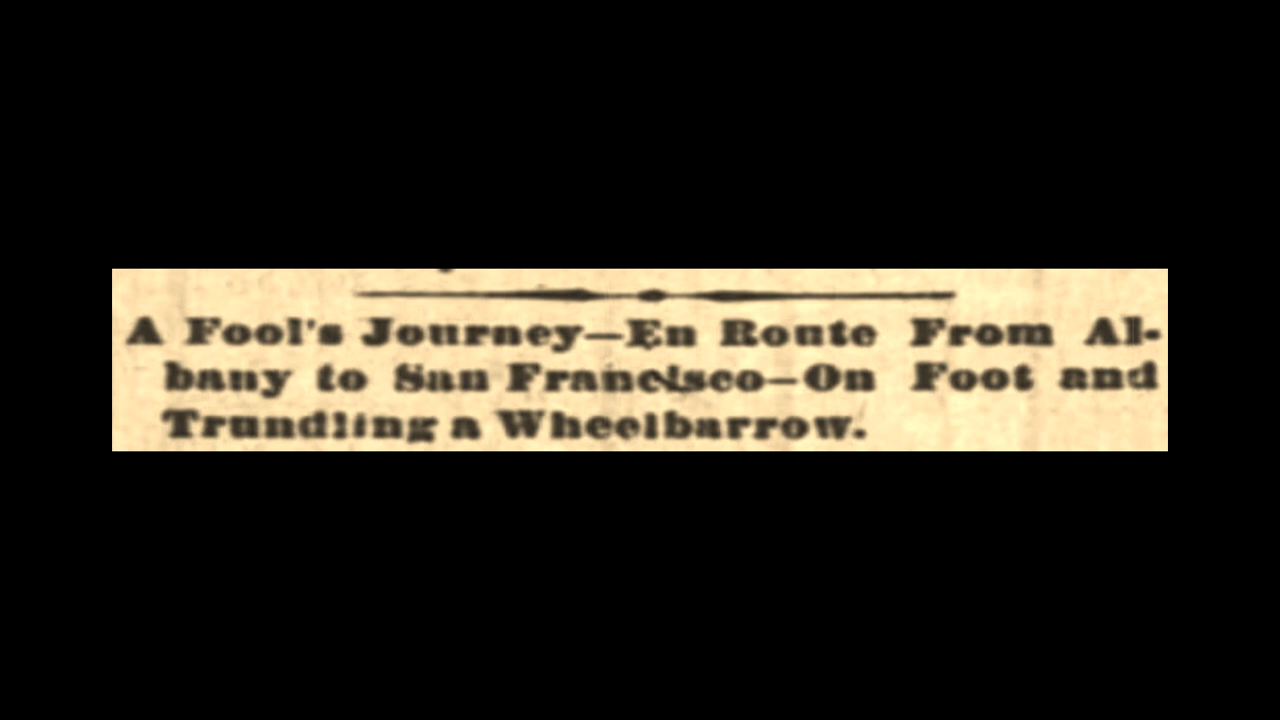 A Fool's Journey—En Route From Al-
bany to San Francisco—On Foot and
Trundling a Wheelbarrow.